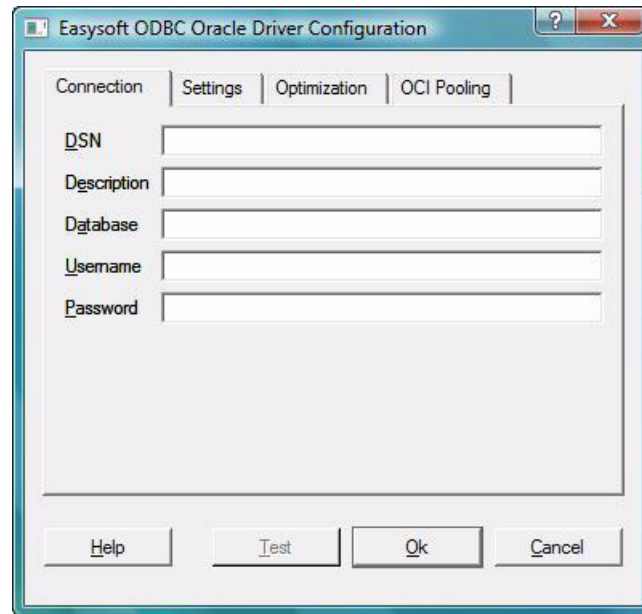 Easysoft ODBC Oracle Driver Configuration
Connection Settings Optimization OCI Pooling
DSN
Description
Database
Username
Password
Help Test Ok Cancel